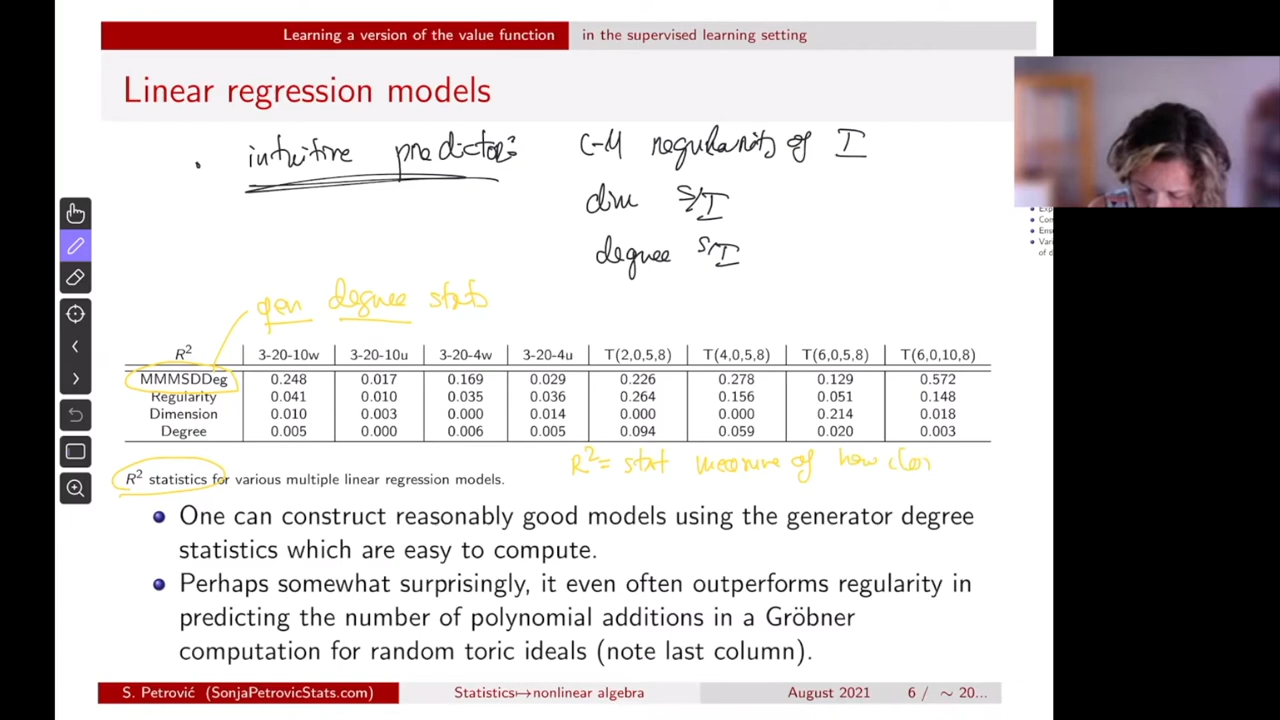 Learning a version of the value function in the supervised learning setting
Linear regression models
intuitive predictors C-M regularity of I
dim S/I
degree S/I
gen degree stats
R² 3-20-10w 3-20-10u 3-20-4w 3-20-4u T(2,0,5,8) T(4,0,5,8) T(6,0,5,8) T(6,0,10,8)
MMMSDDeg 0.248 0.017 0.169 0.029 0.226 0.278 0.129 0.572
Regularity 0.041 0.010 0.035 0.036 0.264 0.156 0.051 0.148
Dimension 0.010 0.003 0.000 0.014 0.000 0.000 0.214 0.018
Degree 0.005 0.000 0.006 0.005 0.094 0.059 0.020 0.003
R² = stat measure of how clos
R² statistics for various multiple linear regression models.
One can construct reasonably good models using the generator degree
statistics which are easy to compute.
Perhaps somewhat surprisingly, it even often outperforms regularity in
predicting the number of polynomial additions in a Gröbner
computation for random toric ideals (note last column).
S. Petrović (SonjaPetrovicStats.com) Statistics↦nonlinear algebra August 2021 6 / ∼ 20...